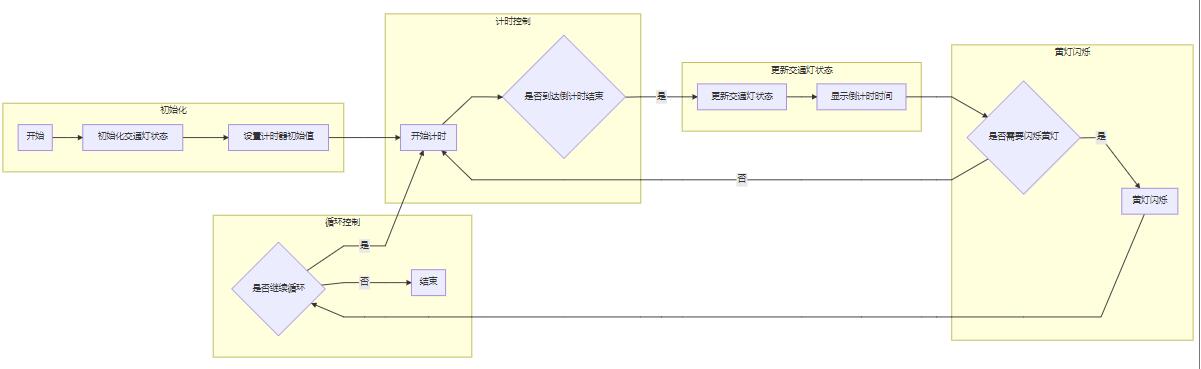 初始化
开始
初始化交通灯状态
设置计时器初始值
计时控制
开始计时
是否到达倒计时结束
是
更新交通灯状态
更新交通灯状态
显示倒计时时间
黄灯闪烁
是否需要闪烁黄灯
是
否
黄灯闪烁
循环控制
是否继续循环
是
否
结束